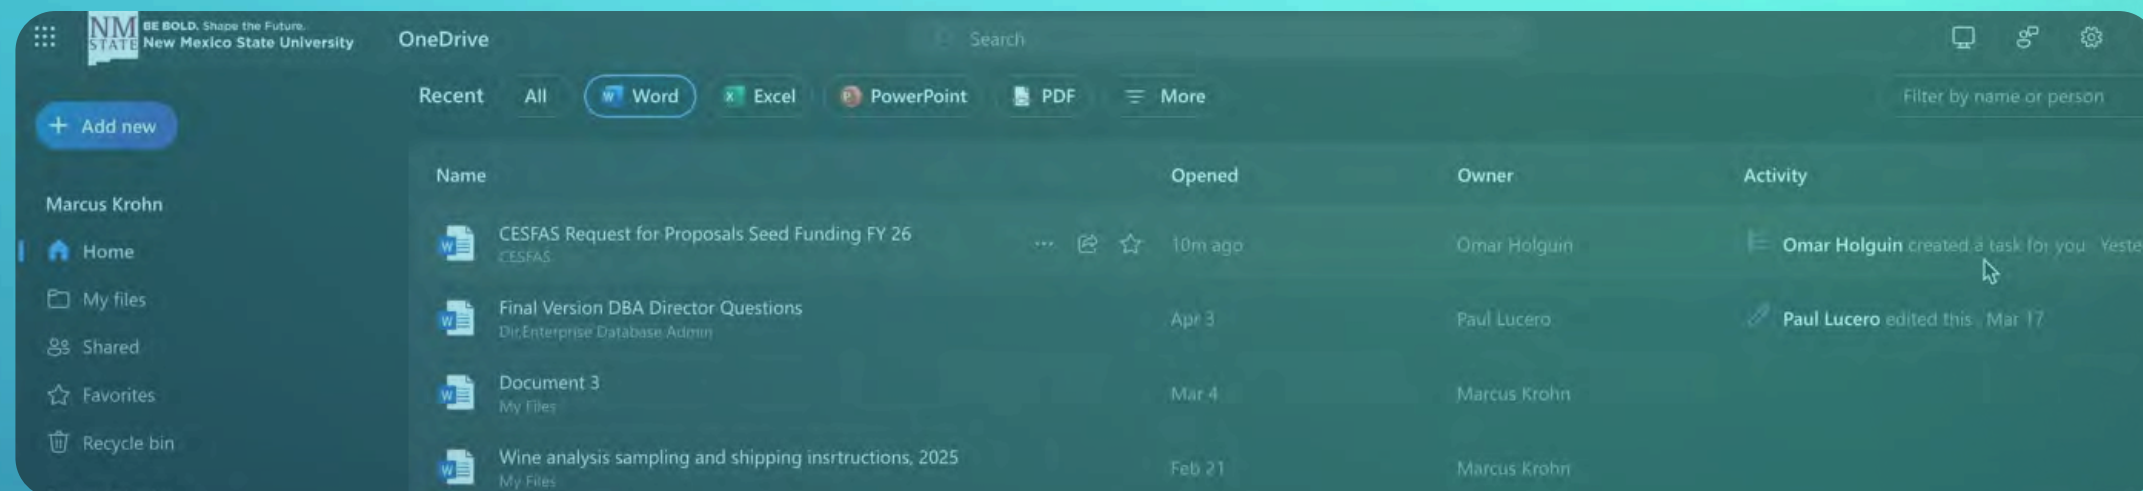 NM
STATE
BE BOLD. Shape the Future.
New Mexico State University
OneDrive
Search
Recent
All
Word
Excel
PowerPoint
PDF
More
Filter by name or person
Add new
Marcus Krohn
Home
My files
Shared
Favorites
Recycle bin
Name Opened Owner Activity
CESFAS Request for Proposals Seed Funding FY 26 10m ago Omar Holguin Omar Holguin created a task for you Yeste
CESFAS
Final Version DBA Director Questions Apr 3 Paul Lucero Paul Lucero edited this Mar 17
Dir,Enterprise Database Admin
Document 3 Mar 4 Marcus Krohn
My Files
Wine analysis sampling and shipping insrtructions, 2025 Feb 21 Marcus Krohn
My Files